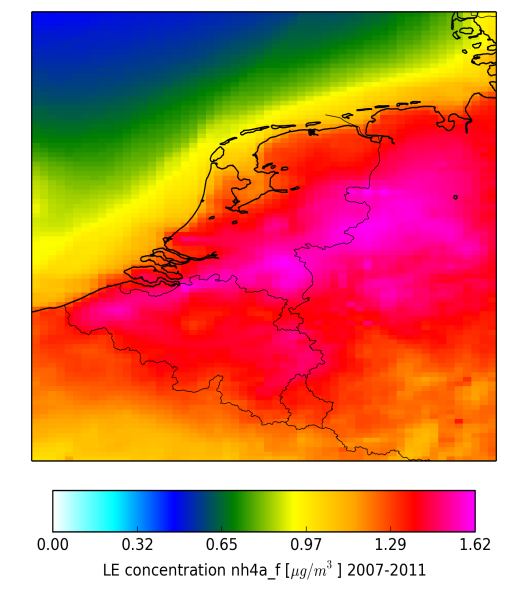 0.00 0.32 0.65 0.97 1.29 1.62
LE concentration nh4a_f [μg/m³ ] 2007-2011